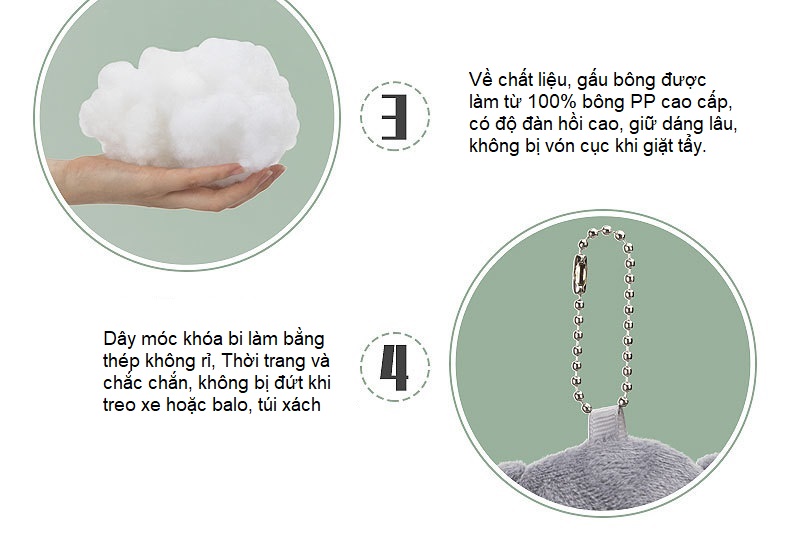 3
Về chất liệu, gấu bông được
làm từ 100% bông PP cao cấp,
có độ đàn hồi cao, giữ dáng lâu,
không bị vón cục khi giặt tẩy.
Dây móc khóa bi làm bằng
thép không rỉ, Thời trang và
chắc chắn, không bị đứt khi
treo xe hoặc balo, túi xách
4